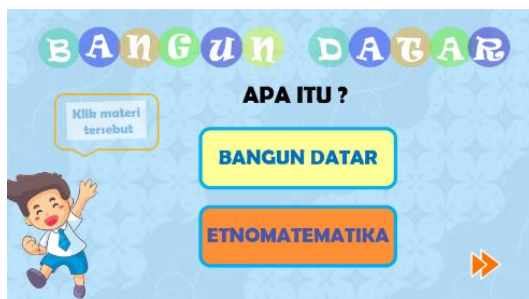 BANGUN DATAR
APA ITU ?
Klik materi
tersebut
BANGUN DATAR
ETNOMATEMATIKA